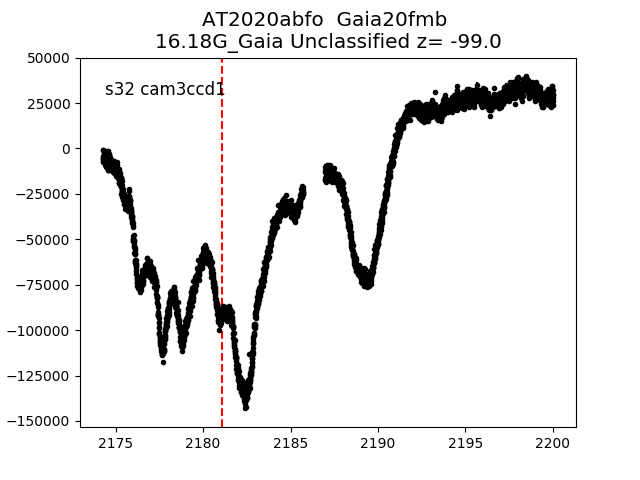 AT2020abfo  Gaia20fmb
16.18G_Gaia Unclassified z= -99.0
s32 cam3ccd1
50000
25000
0
−25000
−50000
−75000
−100000
−125000
−150000
2175 2180 2185 2190 2195 2200